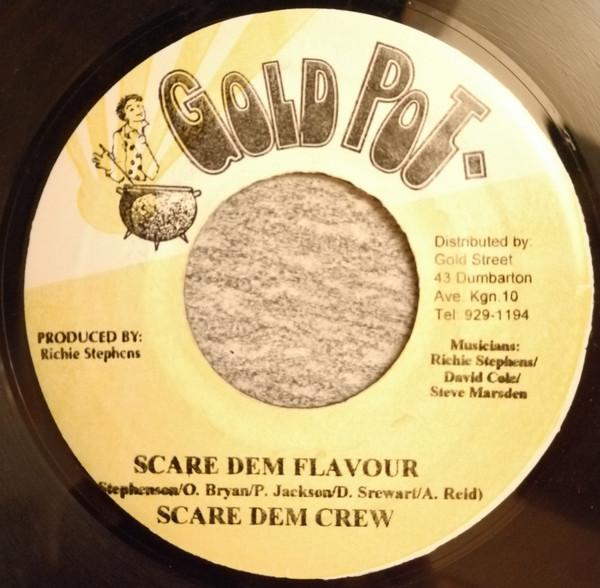 GOLD POT.
Distributed by:
Gold Street
43 Dumbarton
Ave. Kgn.10
Tel: 929-1194
PRODUCED BY:
Richie Stephens
Musicians:
Richie Stephens/
David Cole/
Steve Marsden
SCARE DEM FLAVOUR
Stephenson/O. Bryan/P. Jackson/D. Srewart/A. Reid)
SCARE DEM CREW